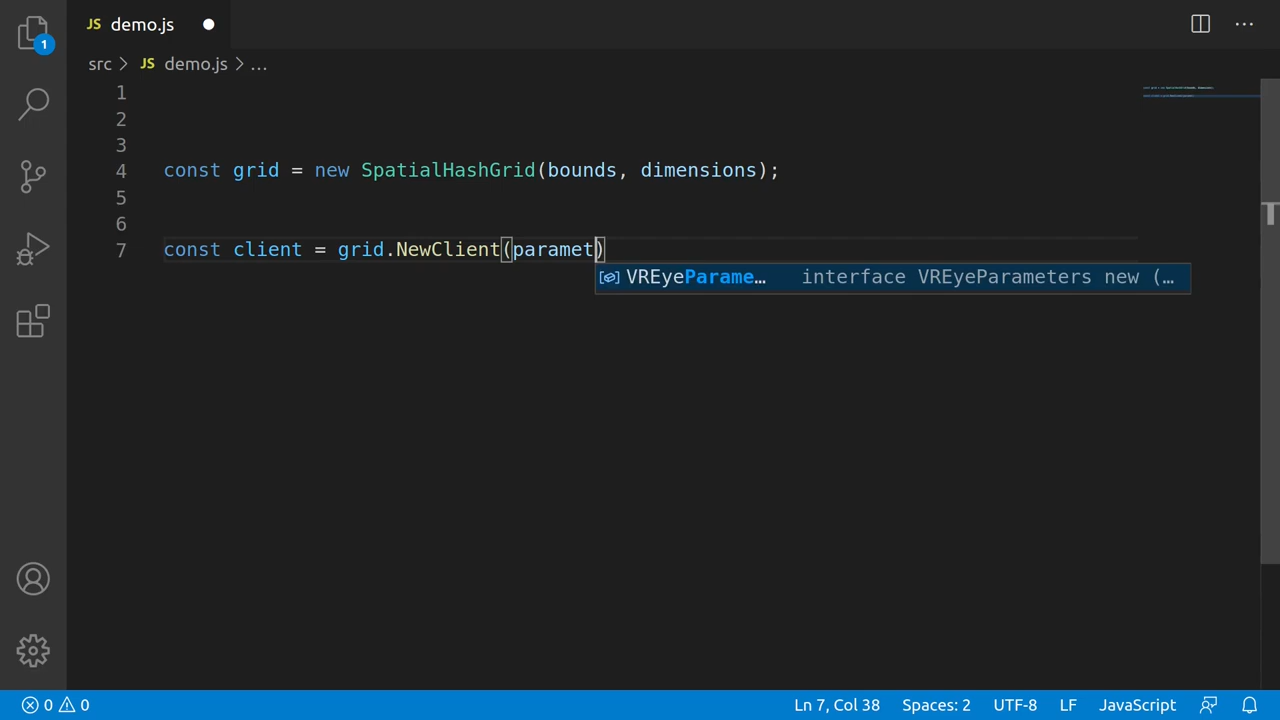 JS demo.js
src > JS demo.js > ...
1
1
2
3
4 const grid = new SpatialHashGrid(bounds, dimensions);
5
6
7 const client = grid.NewClient(paramet)
VREyeParame… interface VREyeParameters new (…
0 0 Ln 7, Col 38 Spaces: 2 UTF-8 LF JavaScript